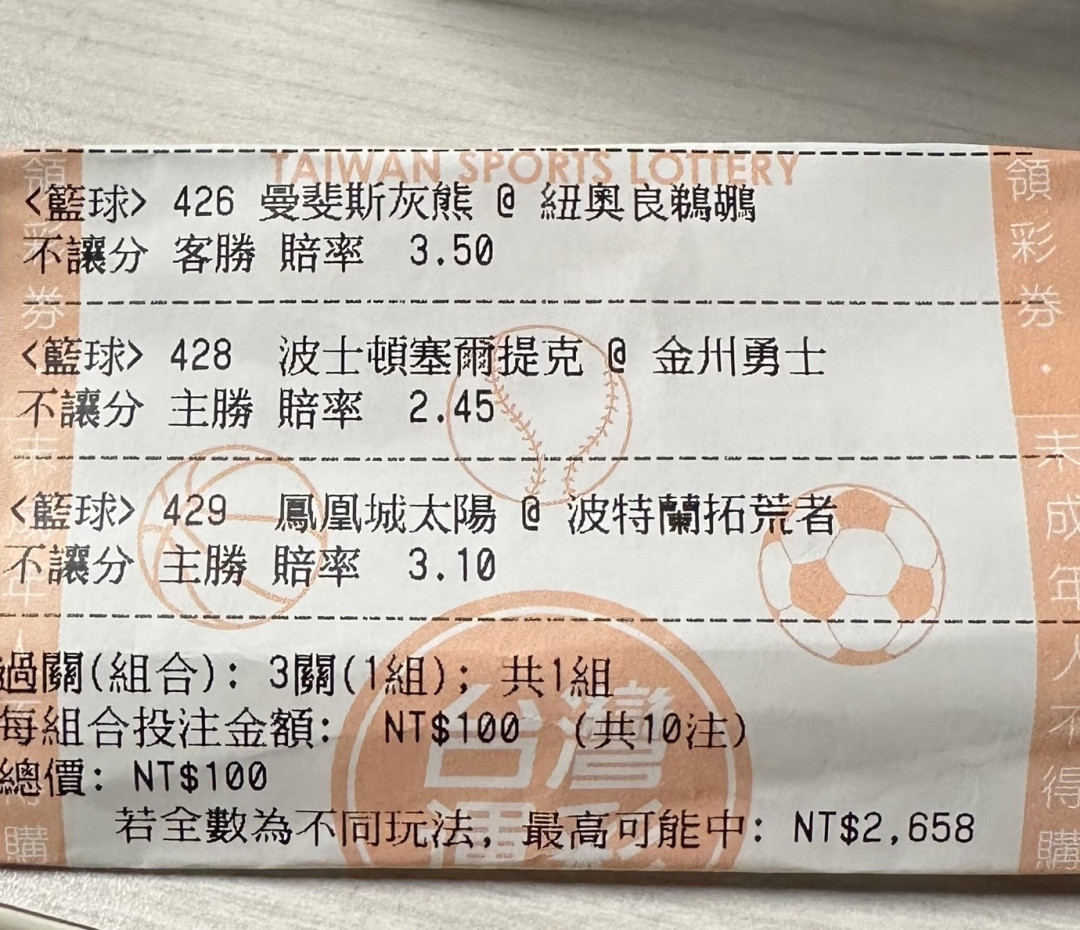 TAIWAN SPORTS LOTTERY
<籃球> 426 曼斐斯灰熊 @ 紐奧良鵜鶘
不讓分 客勝 賠率 3.50
<籃球> 428 波士頓塞爾提克 @ 金州勇士
不讓分 主勝 賠率 2.45
<籃球> 429 鳳凰城太陽 @ 波特蘭拓荒者
不讓分 主勝 賠率 3.10
過關(組合): 3關(1組); 共1組
每組合投注金額: NT$100 (共10注)
總價: NT$100
若全數為不同玩法, 最高可能中: NT$2,658
台灣
運彩
領彩券·未成年人不得購